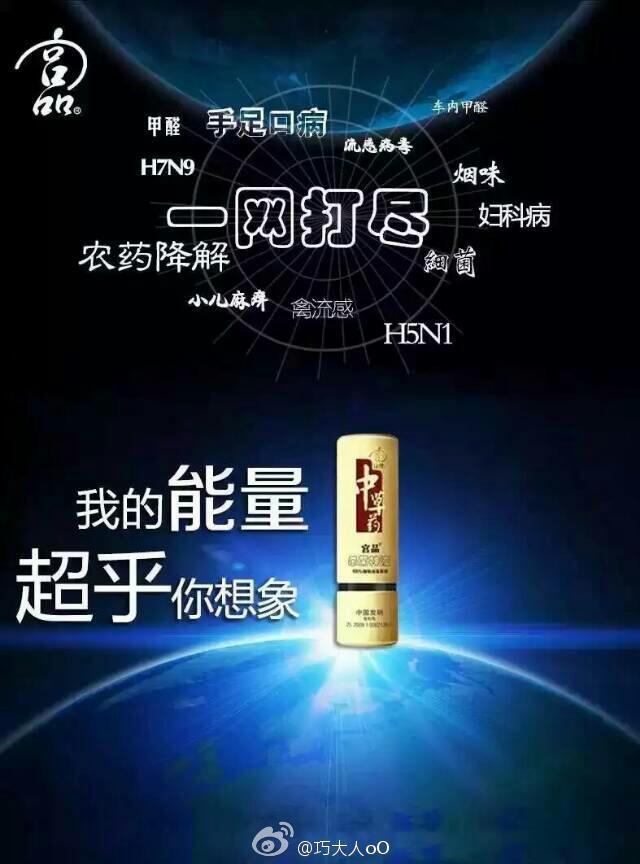 宫品®
甲醛
手足口病
车内甲醛
流感病毒
H7N9
烟味
一网打尽
妇科病
农药降解
細菌
小儿麻痹
禽流感
H5N1
中草药
宫品®
我的能量
超乎你想象
中国发明
@巧大人oO